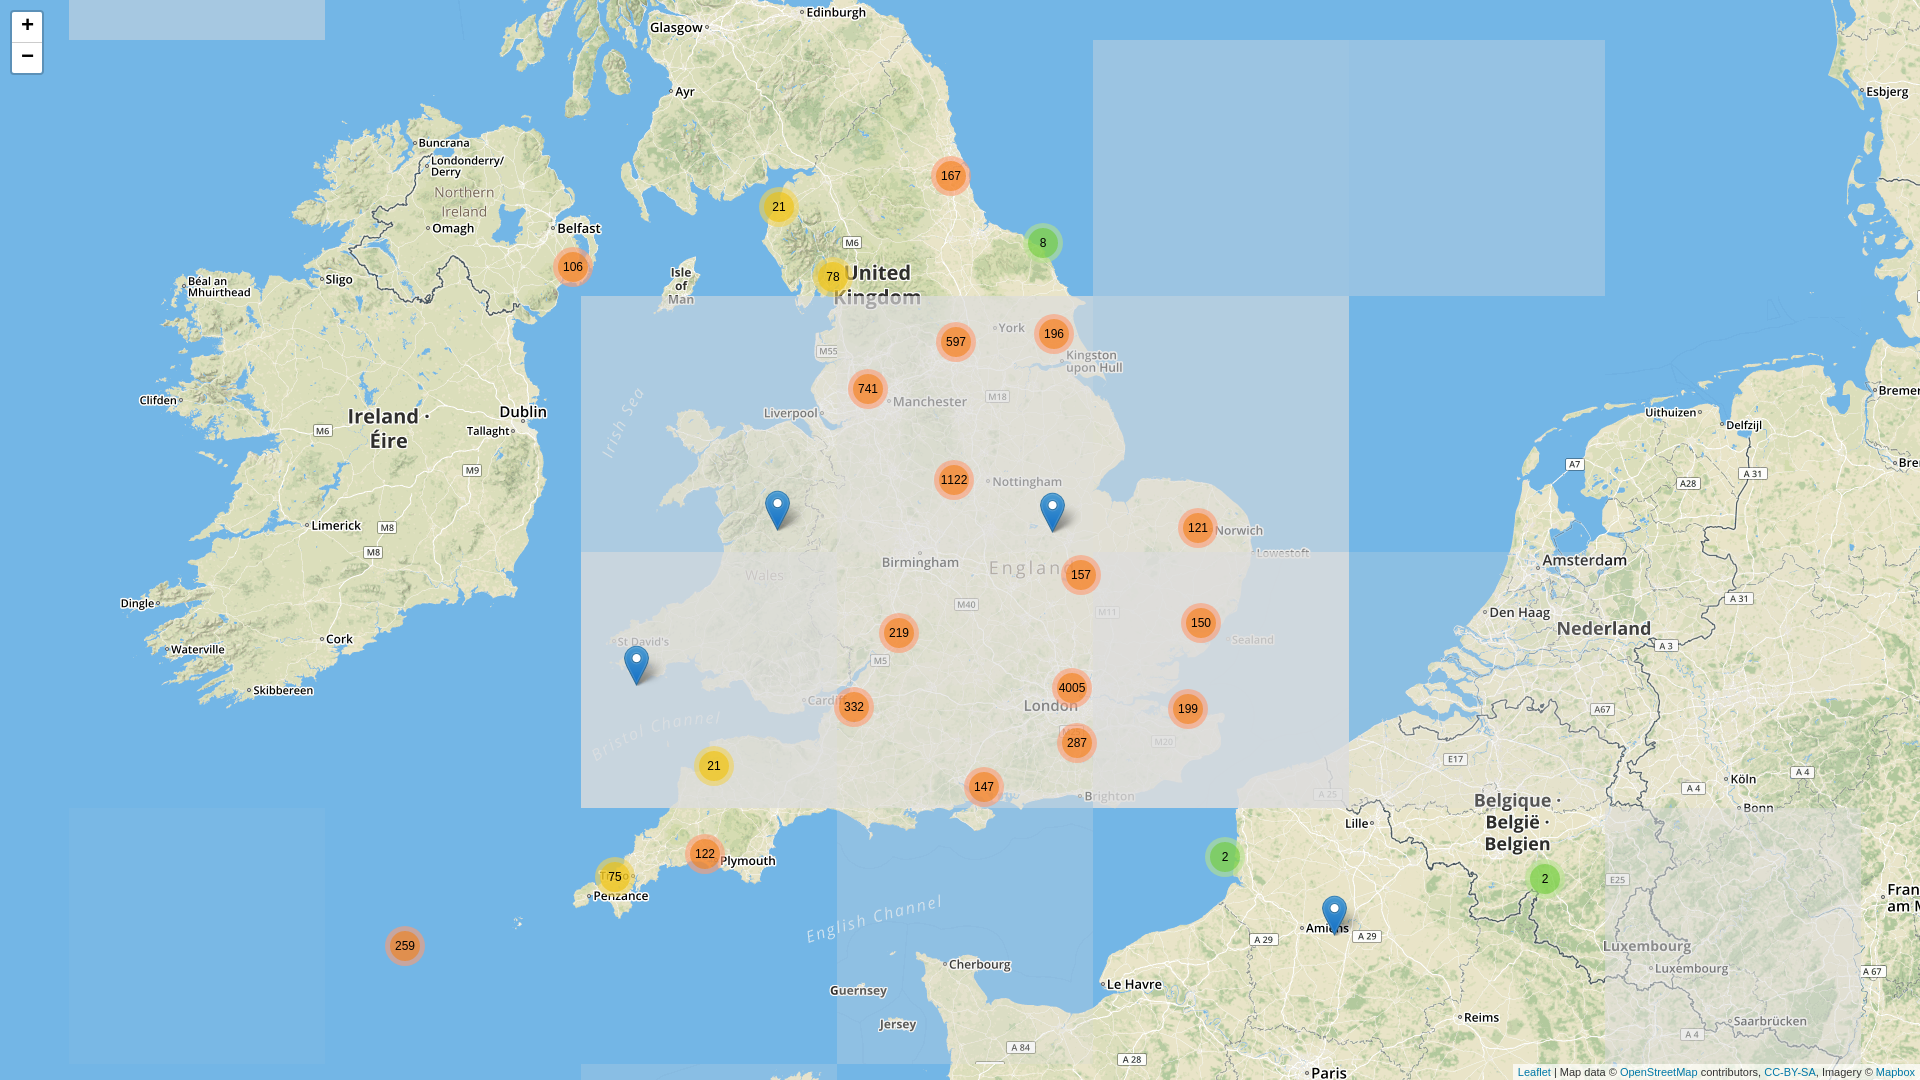 +
−
Edinburgh
Glasgow
Ayr
Esbjerg
Buncrana
Londonderry/
Derry
Northern
Ireland
Omagh
Belfast
167
21
M6
8
106
78
United
Kingdom
Isle
of
Man
Sligo
Béal an
Mhuirthead
York
196
597
M55
Kingston
upon Hull
741
Manchester
M18
Liverpool
Irish Sea
Clifden
Ireland ·
Éire
Dublin
Tallaght
M6
M9
Uithuizen
Delfzijl
A7
A 31
A28
1122
Nottingham
Limerick
M8
M8
121
Norwich
Lowestoft
Birmingham
Wales
157
Amsterdam
M40
M11
A 31
Den Haag
Nederland
Dingle
Cork
Waterville
Skibbereen
219
150
Sealand
St David's
M5
A 3
4005
London
Cardiff
332
199
A67
Bristol Channel
287
M20
E17
21
147
Brighton
A 25
Köln
A 4
A 4
Bonn
Belgique ·
België ·
Belgien
Lille
122
Plymouth
75
Penzance
2
2
E25
English Channel
Amiens
A 29
A 29
259
Luxembourg
Luxembourg
A 67
Cherbourg
Le Havre
Guernsey
Jersey
Reims
Saarbrücken
A 4
A 84
A 28
Paris
Leaflet | Map data © OpenStreetMap contributors, CC-BY-SA, Imagery © Mapbox